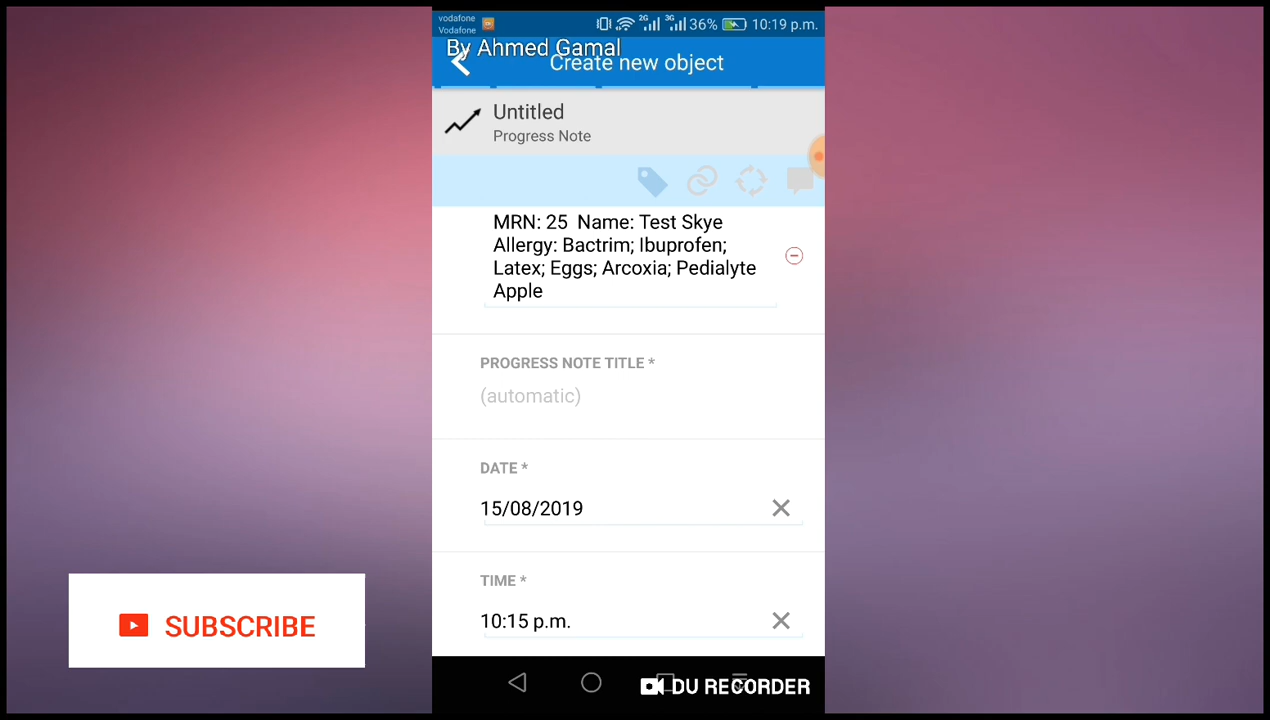 vodafone
Vodafone
2G 3G 36% 10:19 p.m.
By Ahmed Gamal
Create new object
Untitled
Progress Note
MRN: 25 Name: Test Skye
Allergy: Bactrim; Ibuprofen;
Latex; Eggs; Arcoxia; Pedialyte
Apple
PROGRESS NOTE TITLE *
(automatic)
DATE *
15/08/2019
TIME *
10:15 p.m.
SUBSCRIBE
DU RECORDER